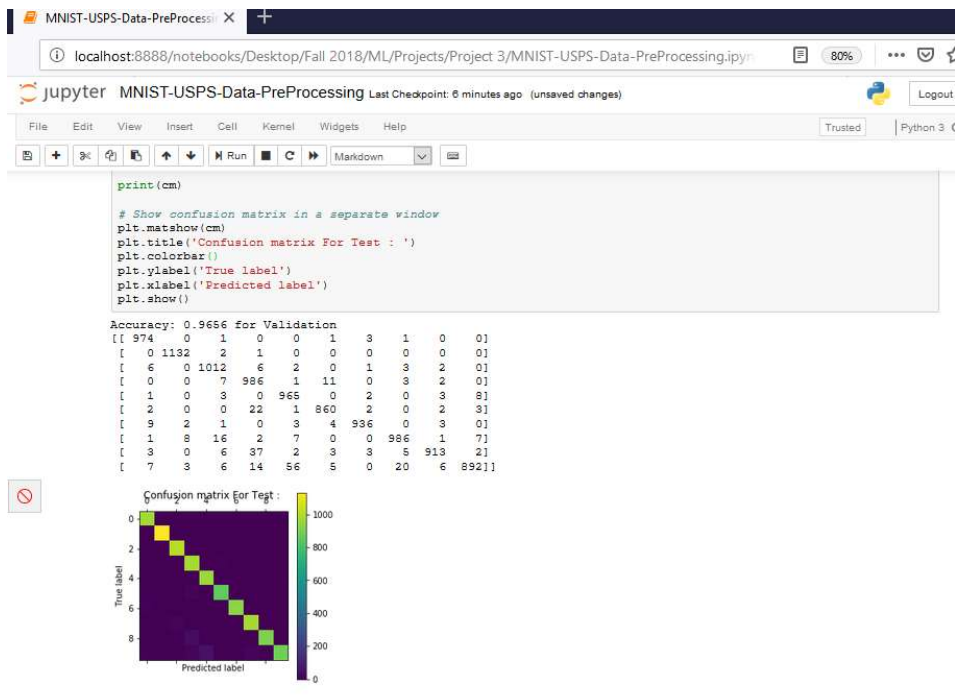 MNIST-USPS-Data-PreProcessi
localhost:8888/notebooks/Desktop/Fall 2018/ML/Projects/Project 3/MNIST-USPS-Data-PreProcessing.ipyn 80%
jupyter MNIST-USPS-Data-PreProcessing Last Checkpoint: 6 minutes ago (unsaved changes) Logout
File Edit View Insert Cell Kernel Widgets Help Trusted Python 3
Run Markdown
print(cm)
# Show confusion matrix in a separate window
plt.matshow(cm)
plt.title('Confusion matrix For Test : ')
plt.colorbar()
plt.ylabel('True label')
plt.xlabel('Predicted label')
plt.show()
Accuracy: 0.9656 for Validation
[[ 974 0 1 0 0 1 3 1 0 0]
[ 0 1132 2 1 0 0 0 0 0 0]
[ 6 0 1012 6 2 0 1 3 2 0]
[ 0 0 7 986 1 11 0 3 2 0]
[ 1 0 3 0 965 0 2 0 3 8]
[ 2 0 0 22 1 860 2 0 2 3]
[ 9 2 1 0 3 4 936 0 3 0]
[ 1 8 16 2 7 0 0 986 1 7]
[ 3 0 6 37 2 3 3 5 913 2]
[ 7 3 6 14 56 5 0 20 6 892]]
Confusion matrix For Test :
0 2 4 6 8
0
2
4
6
8
True label
Predicted label
1000
800
600
400
200
0